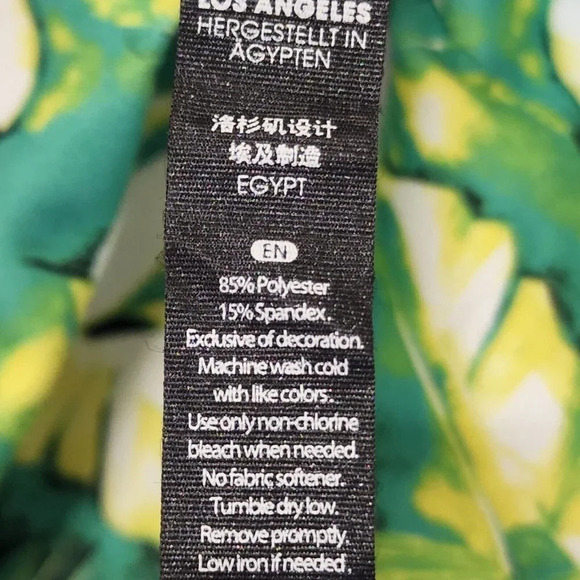 LOS ANGELES
HERGESTELLT IN
ÄGYPTEN
洛杉矶设计
埃及制造
EGYPT
EN
85% Polyester
15% Spandex.
Exclusive of decoration.
Machine wash cold
with like colors.
Use only non-chlorine
bleach when needed.
No fabric softener.
Tumble dry low.
Remove promptly.
Low iron if needed.